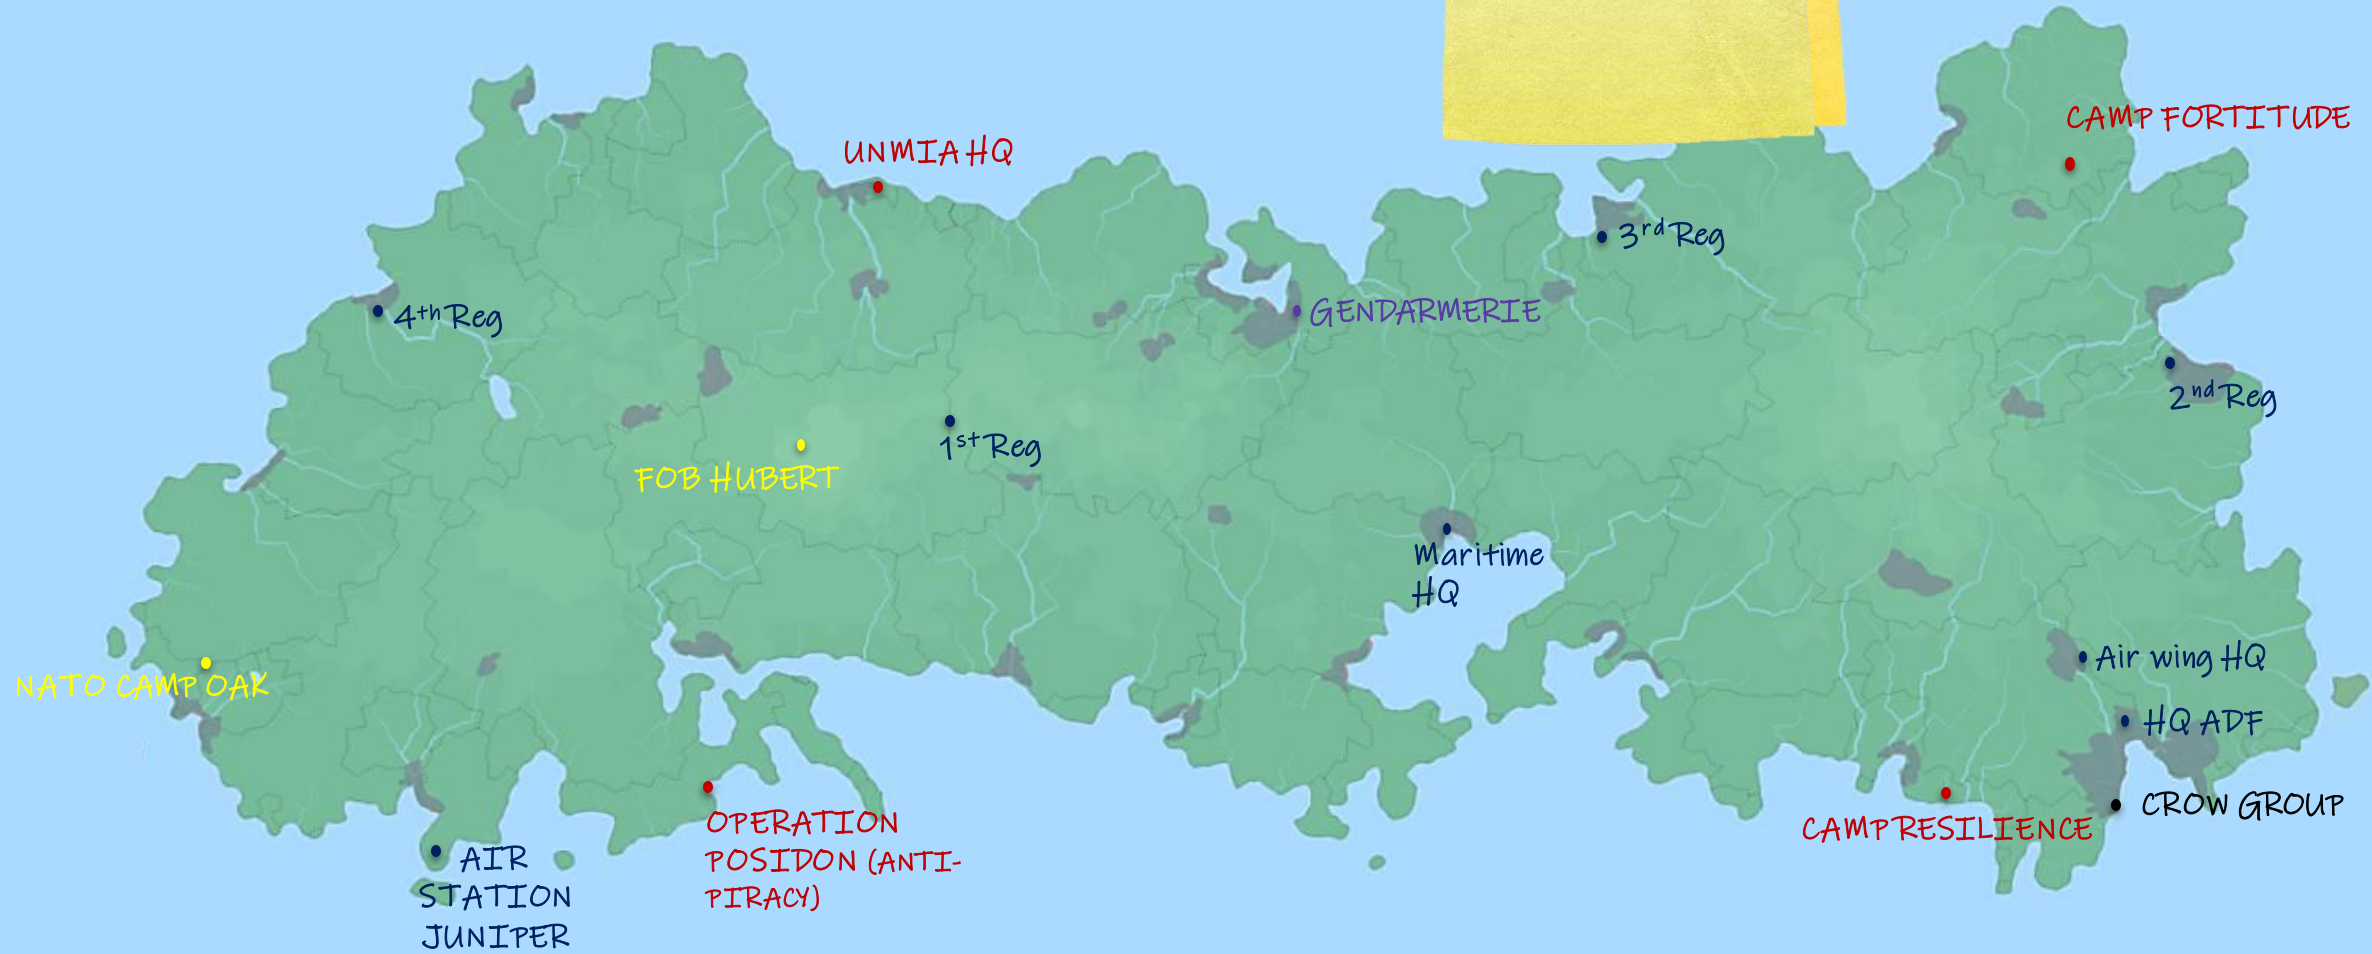 CAMP FORTITUDE
UNMIA HQ
3rd Reg
4th Reg
GENDARMERIE
2nd Reg
1st Reg
FOB HUBERT
Maritime
HQ
Air wing HQ
NATO CAMP OAK
HQ ADF
CROW GROUP
OPERATION
POSIDON (ANTI-
PIRACY)
CAMP RESILIENCE
AIR
STATION
JUNIPER